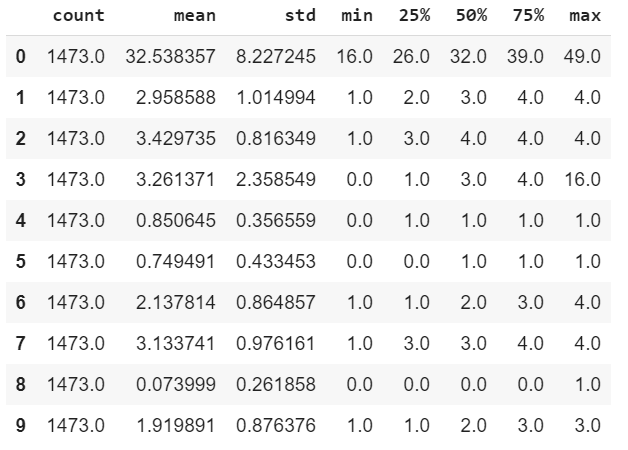 count mean std min 25% 50% 75% max
0 1473.0 32.538357 8.227245 16.0 26.0 32.0 39.0 49.0
1 1473.0 2.958588 1.014994 1.0 2.0 3.0 4.0 4.0
2 1473.0 3.429735 0.816349 1.0 3.0 4.0 4.0 4.0
3 1473.0 3.261371 2.358549 0.0 1.0 3.0 4.0 16.0
4 1473.0 0.850645 0.356559 0.0 1.0 1.0 1.0 1.0
5 1473.0 0.749491 0.433453 0.0 0.0 1.0 1.0 1.0
6 1473.0 2.137814 0.864857 1.0 1.0 2.0 3.0 4.0
7 1473.0 3.133741 0.976161 1.0 3.0 3.0 4.0 4.0
8 1473.0 0.073999 0.261858 0.0 0.0 0.0 0.0 1.0
9 1473.0 1.919891 0.876376 1.0 1.0 2.0 3.0 3.0